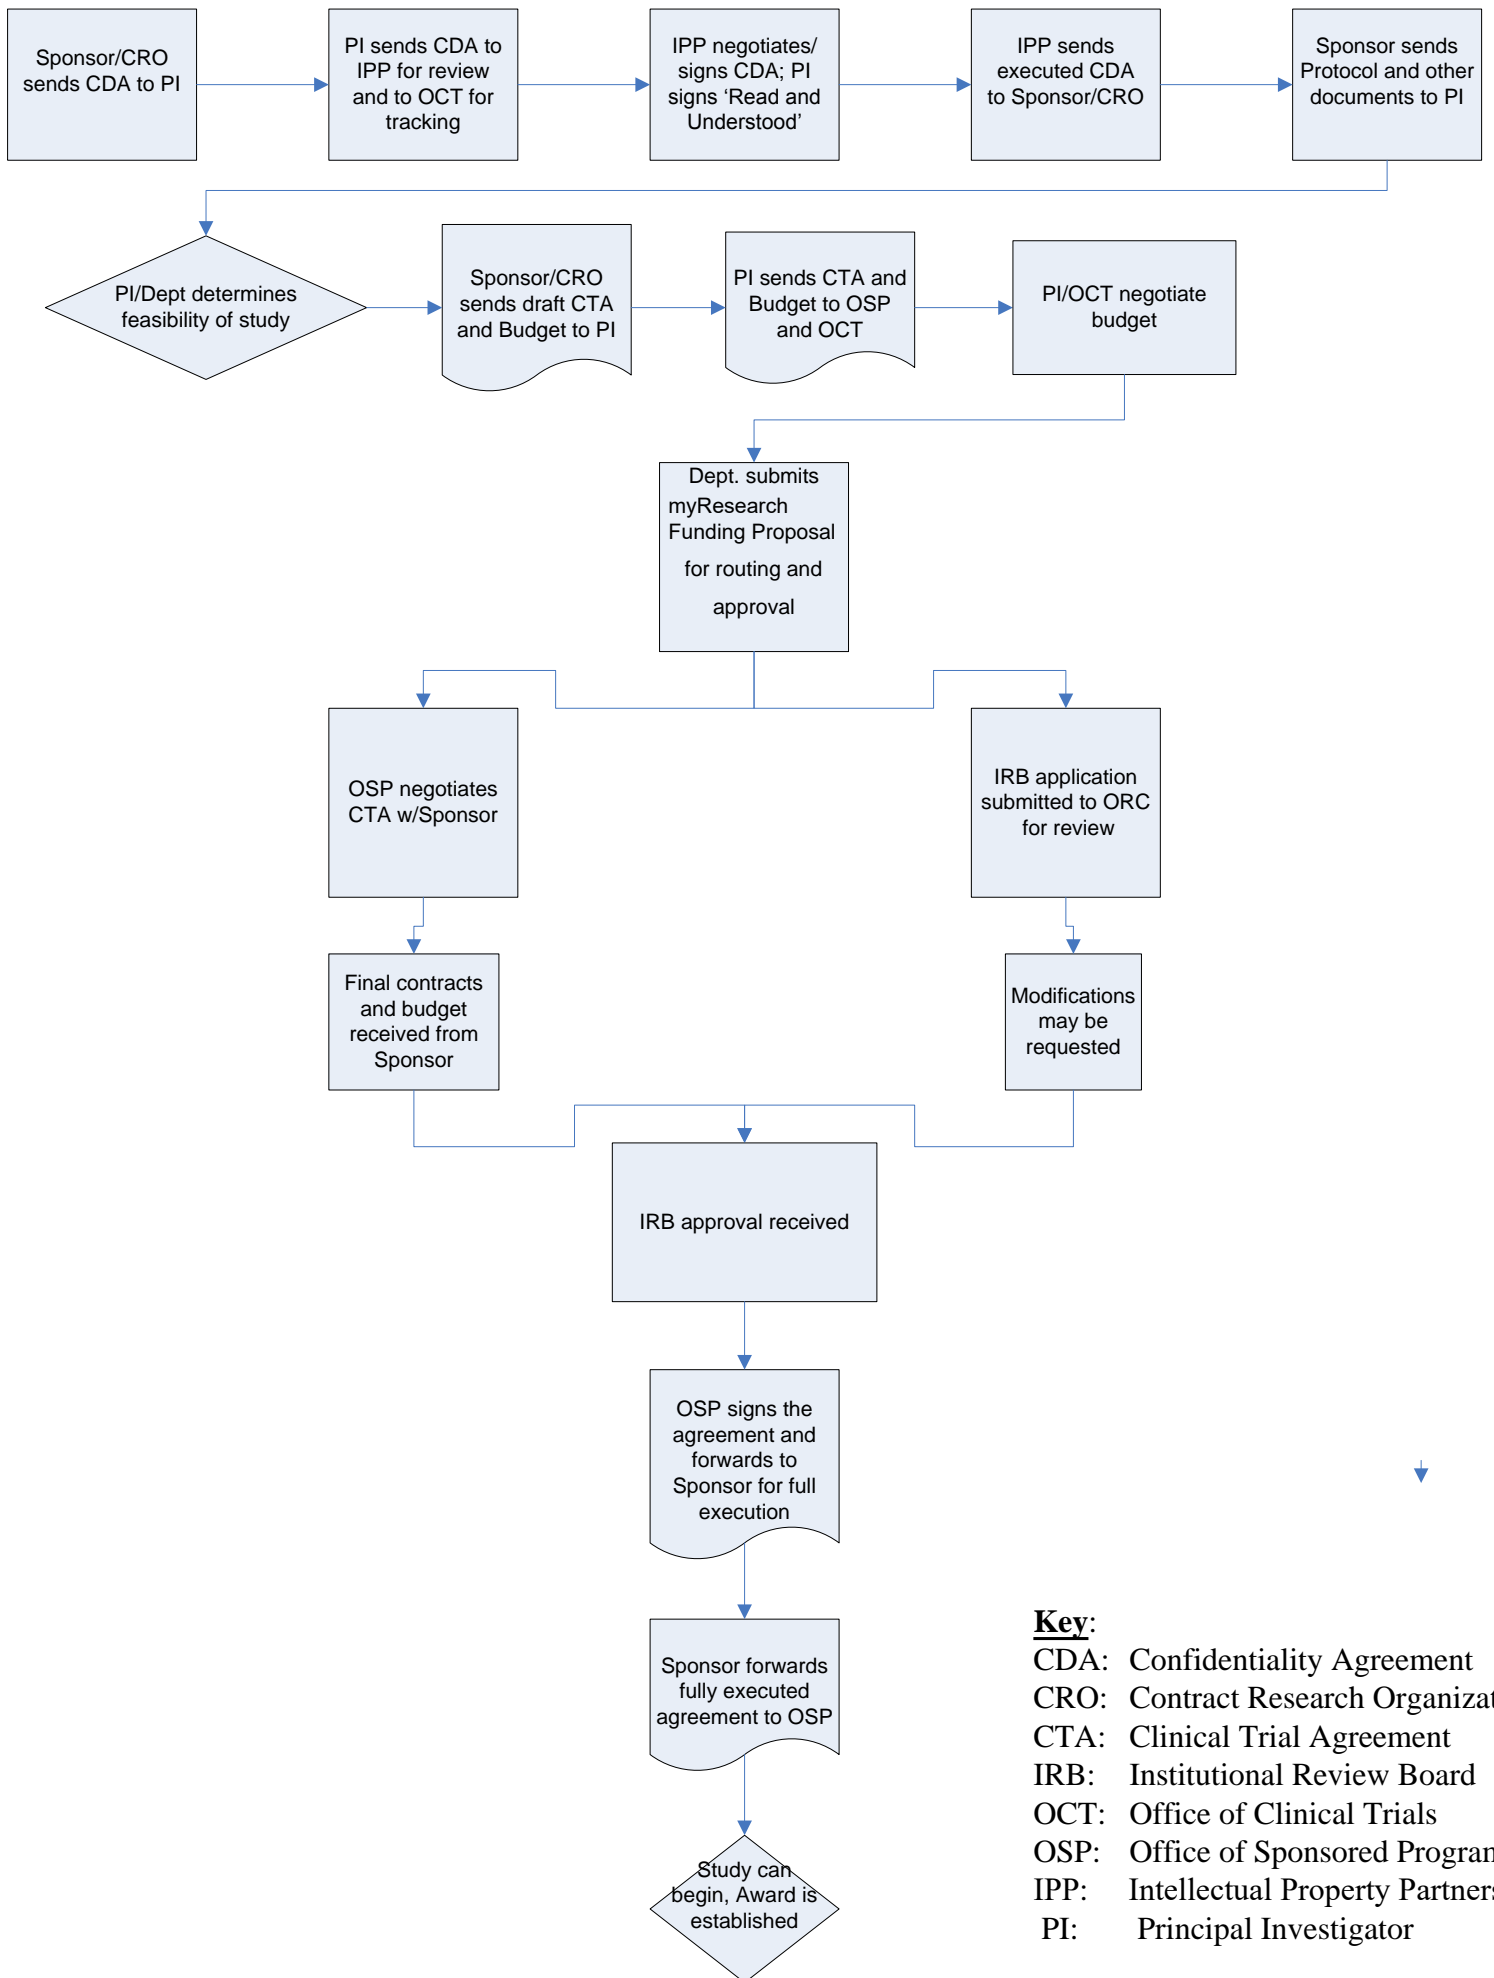 Sponsor/CRO
sends CDA to PI
PI sends CDA to
IPP for review
and to OCT for
tracking
IPP negotiates/
signs CDA; PI
signs ‘Read and
Understood’
IPP sends
executed CDA
to Sponsor/CRO
Sponsor sends
Protocol and other
documents to PI
PI/Dept determines
feasibility of study
Sponsor/CRO
sends draft CTA
and Budget to PI
PI sends CTA and
Budget to OSP
and OCT
PI/OCT negotiate
budget
Dept. submits
myResearch
Funding Proposal
for routing and
approval
OSP negotiates
CTA w/Sponsor
IRB application
submitted to ORC
for review
Final contracts
and budget
received from
Sponsor
Modifications
may be
requested
IRB approval received
OSP signs the
agreement and
forwards to
Sponsor for full
execution
Sponsor forwards
fully executed
agreement to OSP
Study can
begin, Award is
established
Key:
CDA: Confidentiality Agreement
CRO: Contract Research
CTA: Clinical Trial Agreement
IRB: Institutional Review Board
OCT: Office of Clinical Trials
OSP: Office of Sponsored
IPP: Intellectual Property
PI: Principal Investigator